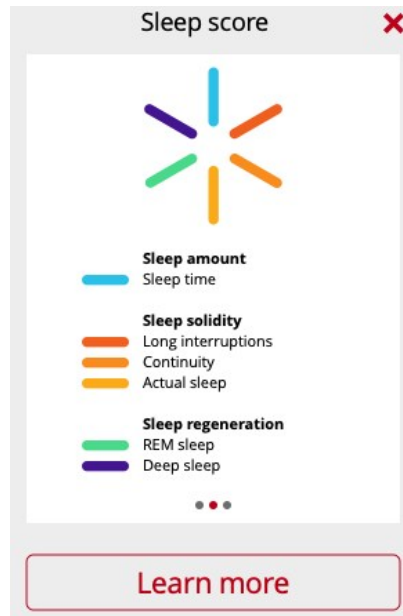 Sleep score
Sleep amount
Sleep time
Sleep solidity
Long interruptions
Continuity
Actual sleep
Sleep regeneration
REM sleep
Deep sleep
Learn more